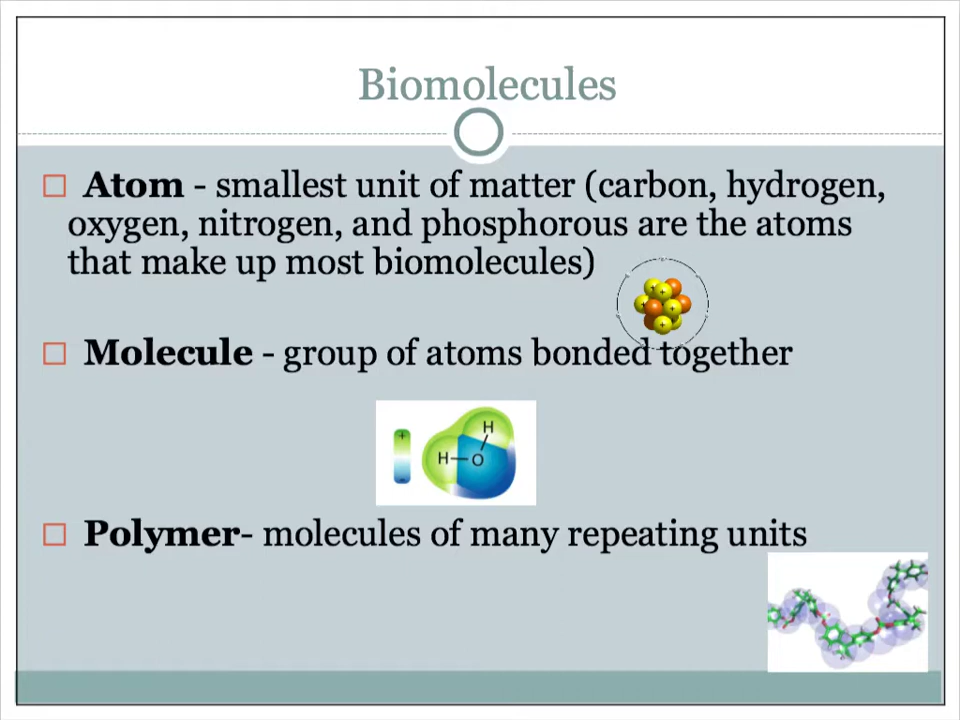 Biomolecules
Atom - smallest unit of matter (carbon, hydrogen,
oxygen, nitrogen, and phosphorous are the atoms
that make up most biomolecules)
+ + + + +
Molecule - group of atoms bonded together
+
H
H O
-
Polymer- molecules of many repeating units